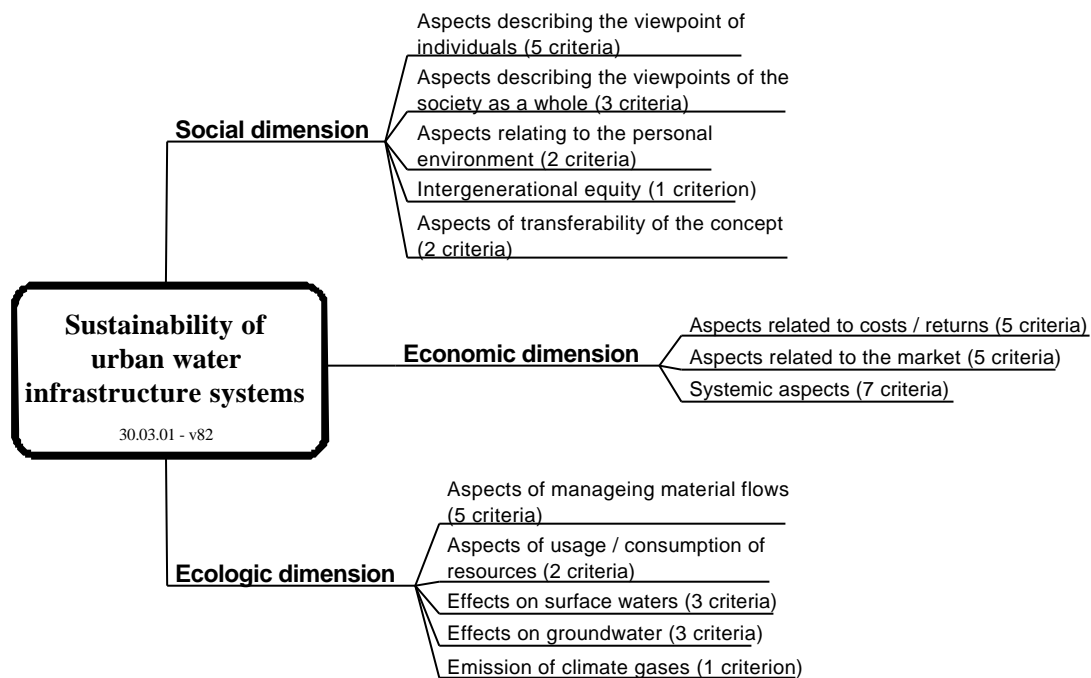 Aspects describing the viewpoint of
individuals (5 criteria)
Aspects describing the viewpoints of the
society as a whole (3 criteria)
Social dimension
Aspects relating to the personal
environment (2 criteria)
Intergenerational equity (1 criterion)
Aspects of transferability of the concept
(2 criteria)
Sustainability of
urban water
infrastructure systems
30.03.01 - v82
Economic dimension
Aspects related to costs / returns (5 criteria)
Aspects related to the market (5 criteria)
Systemic aspects (7 criteria)
Ecologic dimension
Aspects of manageing material flows
(5 criteria)
Aspects of usage / consumption of
resources (2 criteria)
Effects on surface waters (3 criteria)
Effects on groundwater (3 criteria)
Emission of climate gases (1 criterion)